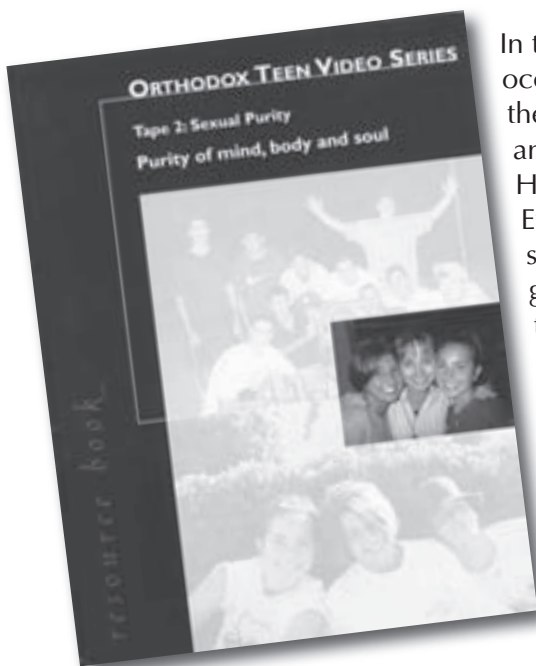 ORTHODOX TEEN VIDEO SERIES
Tape 2: Sexual Purity
Purity of mind, body and soul
resource book
In
the
an
H
E
s
g